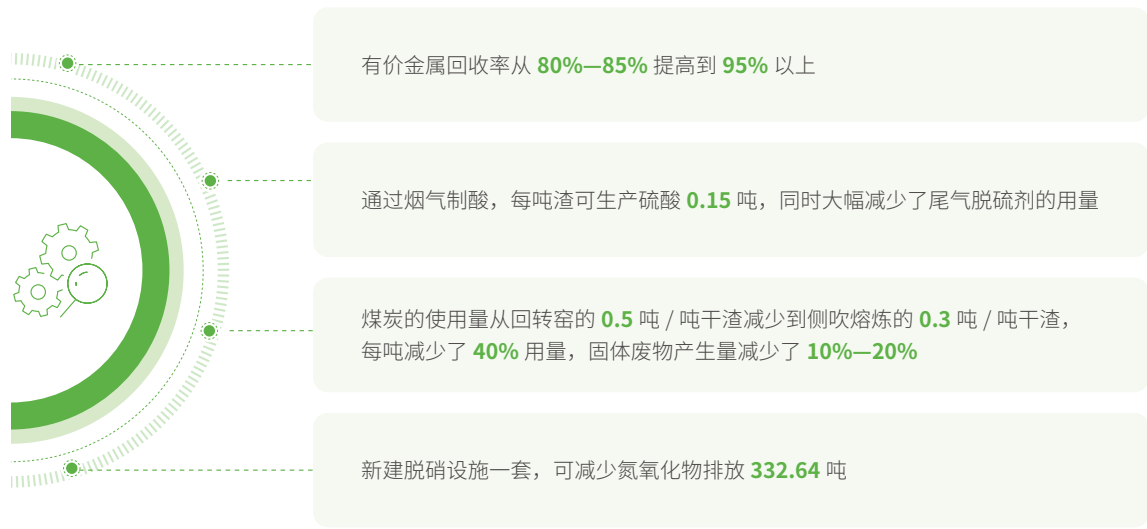 有价金属回收率从 80%—85% 提高到 95% 以上
通过烟气制酸，每吨渣可生产硫酸 0.15 吨，同时大幅减少了尾气脱硫剂的用量
煤炭的使用量从回转窑的 0.5 吨 / 吨干渣减少到侧吹熔炼的 0.3 吨 / 吨干渣，
每吨减少了 40% 用量，固体废物产生量减少了 10%—20%
新建脱硝设施一套，可减少氮氧化物排放 332.64 吨